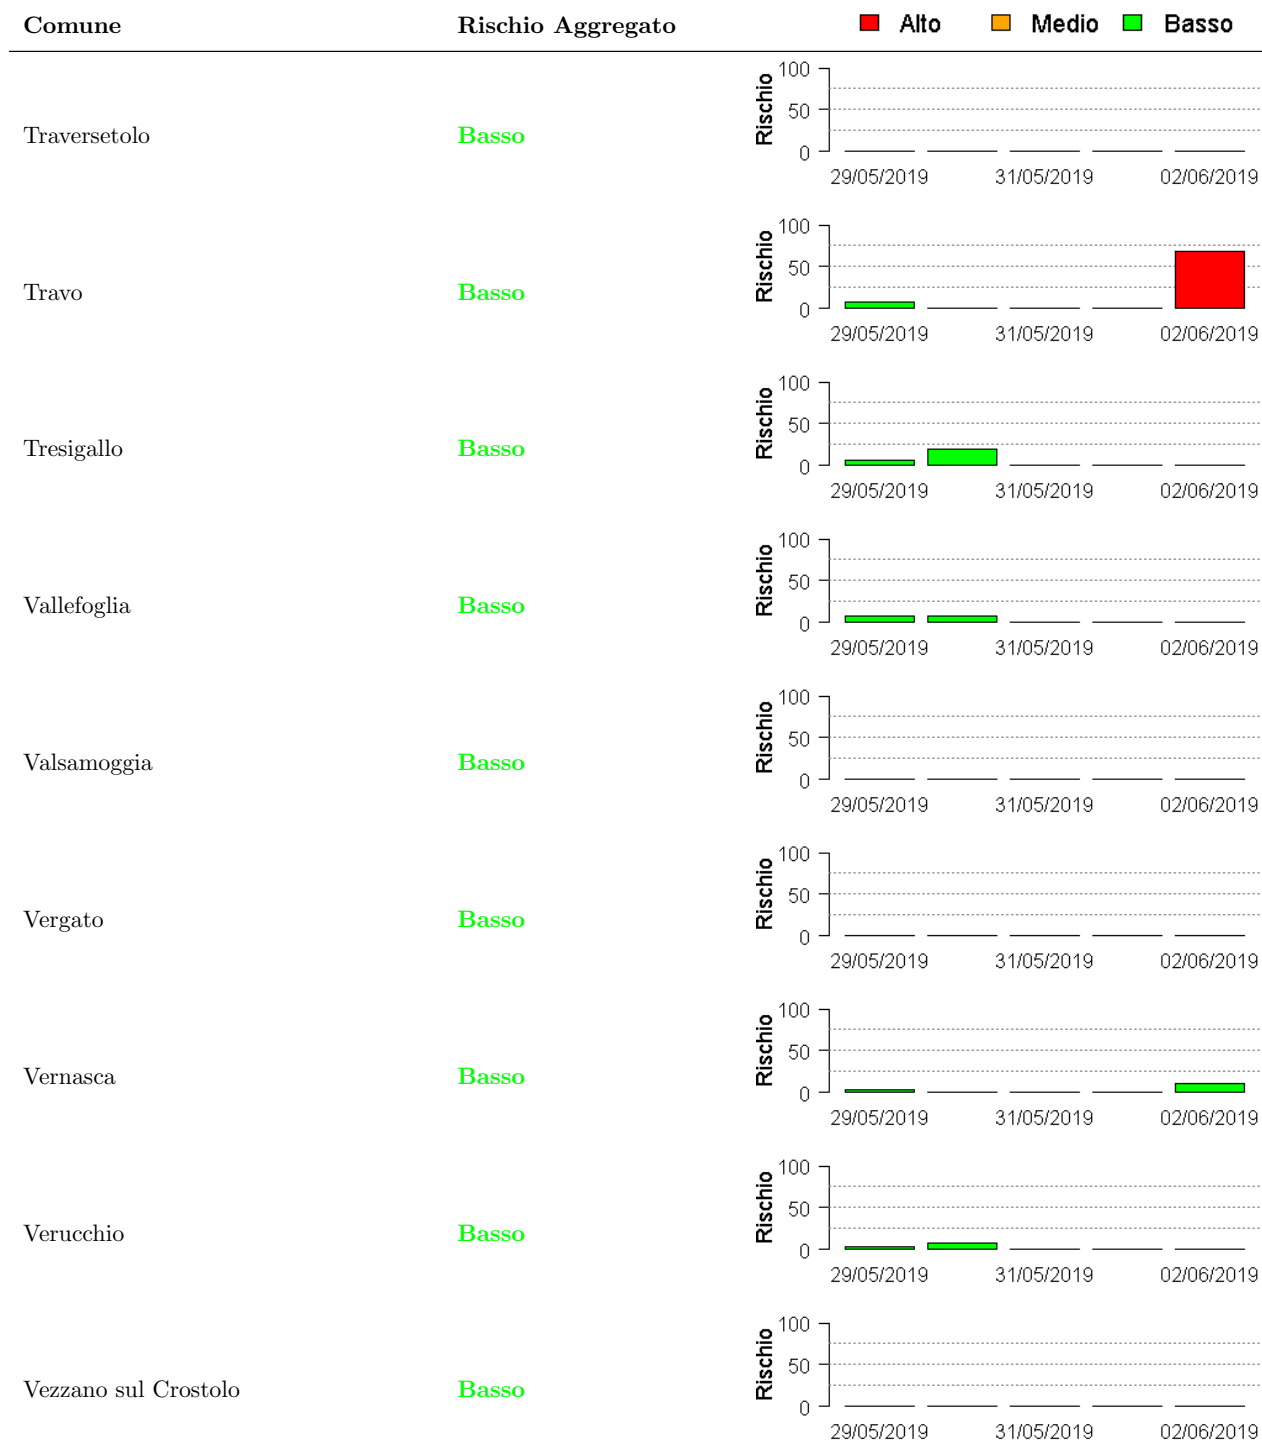 Comune Rischio Aggregato Alto Medio Basso
Traversetolo Basso Rischio 100 50 0
29/05/2019 31/05/2019 02/06/2019
Travo Basso Rischio 100 50 0
29/05/2019 31/05/2019 02/06/2019
Tresigallo Basso Rischio 100 50 0
29/05/2019 31/05/2019 02/06/2019
Vallefoglia Basso Rischio 100 50 0
29/05/2019 31/05/2019 02/06/2019
Valsamoggia Basso Rischio 100 50 0
29/05/2019 31/05/2019 02/06/2019
Vergato Basso Rischio 100 50 0
29/05/2019 31/05/2019 02/06/2019
Vernasca Basso Rischio 100 50 0
29/05/2019 31/05/2019 02/06/2019
Verucchio Basso Rischio 100 50 0
29/05/2019 31/05/2019 02/06/2019
Vezzano sul Crostolo Basso Rischio 100 50 0
29/05/2019 31/05/2019 02/06/2019